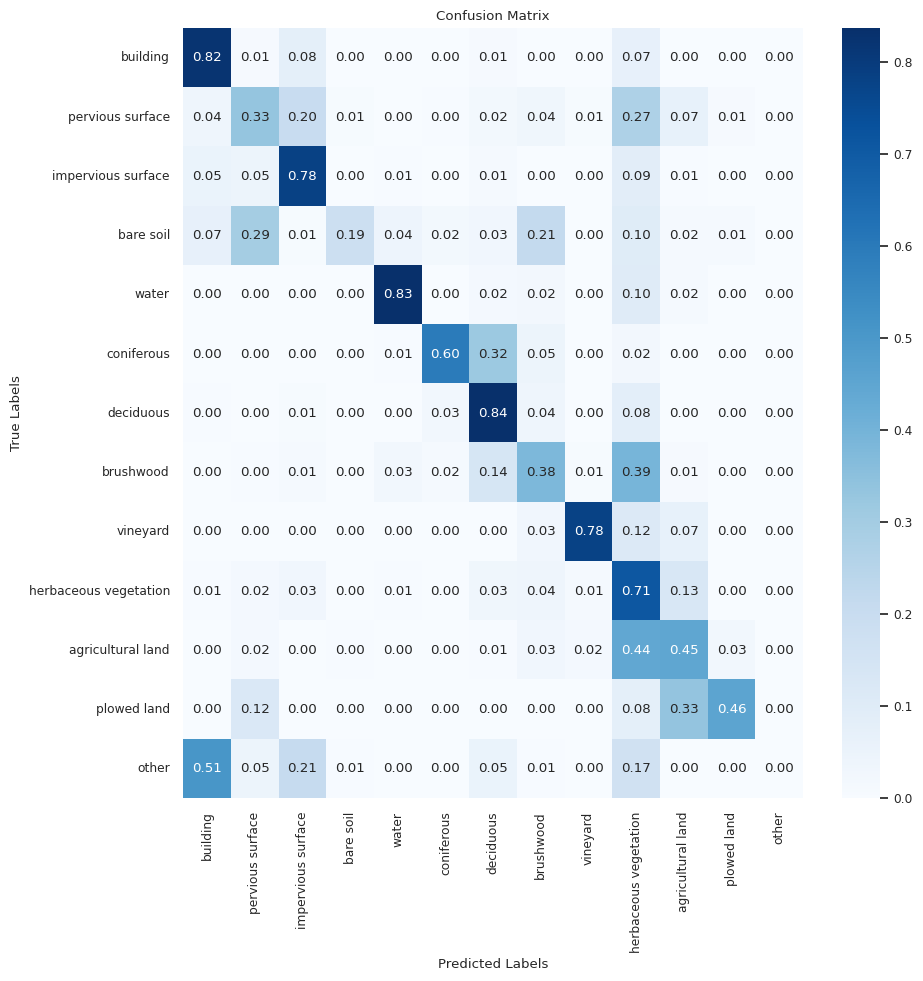 Confusion Matrix
building 0.82 0.01 0.08 0.00 0.00 0.00 0.01 0.00 0.00 0.07 0.00 0.00 0.00
pervious surface 0.04 0.33 0.20 0.01 0.00 0.00 0.02 0.04 0.01 0.27 0.07 0.01 0.00
impervious surface 0.05 0.05 0.78 0.00 0.01 0.00 0.01 0.00 0.00 0.09 0.01 0.00 0.00
bare soil 0.07 0.29 0.01 0.19 0.04 0.02 0.03 0.21 0.00 0.10 0.02 0.01 0.00
water 0.00 0.00 0.00 0.00 0.83 0.00 0.02 0.02 0.00 0.10 0.02 0.00 0.00
coniferous 0.00 0.00 0.00 0.00 0.01 0.60 0.32 0.05 0.00 0.02 0.00 0.00 0.00
deciduous 0.00 0.00 0.01 0.00 0.00 0.03 0.84 0.04 0.00 0.08 0.00 0.00 0.00
brushwood 0.00 0.00 0.01 0.00 0.03 0.02 0.14 0.38 0.01 0.39 0.01 0.00 0.00
vineyard 0.00 0.00 0.00 0.00 0.00 0.00 0.00 0.03 0.78 0.12 0.07 0.00 0.00
herbaceous vegetation 0.01 0.02 0.03 0.00 0.01 0.00 0.03 0.04 0.01 0.71 0.13 0.00 0.00
agricultural land 0.00 0.02 0.00 0.00 0.00 0.00 0.01 0.03 0.02 0.44 0.45 0.03 0.00
plowed land 0.00 0.12 0.00 0.00 0.00 0.00 0.00 0.00 0.00 0.08 0.33 0.46 0.00
other 0.51 0.05 0.21 0.01 0.00 0.00 0.05 0.01 0.00 0.17 0.00 0.00 0.00
True Labels
building
pervious surface
impervious surface
bare soil
water
coniferous
deciduous
brushwood
vineyard
herbaceous vegetation
agricultural land
plowed land
other
Predicted Labels
0.8
0.7
0.6
0.5
0.4
0.3
0.2
0.1
0.0